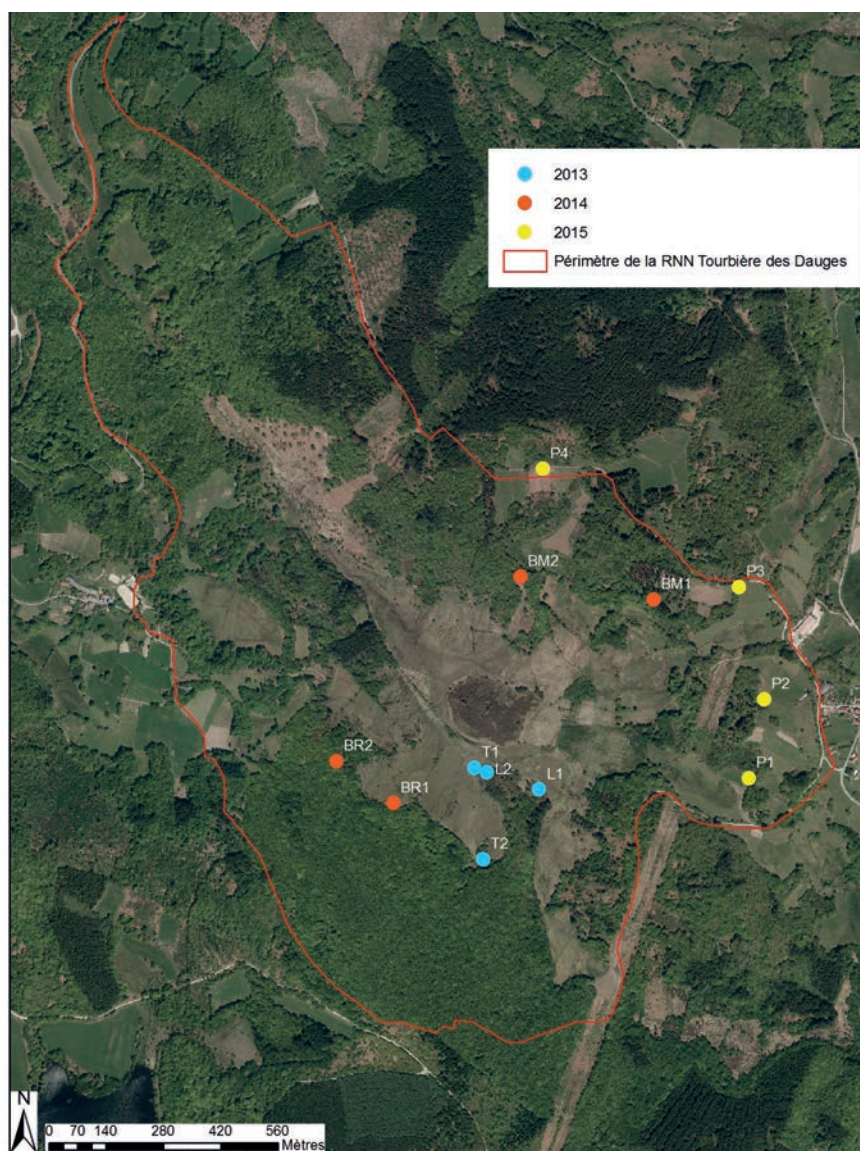 2013
2014
2015
Périmètre de la RNN Tourbière des Dauges
P4
BM2
BM1
P3
P2
BR2
T1
L2
L1
P1
BR1
T2
N
0 70 140 280 420 560
Mètres